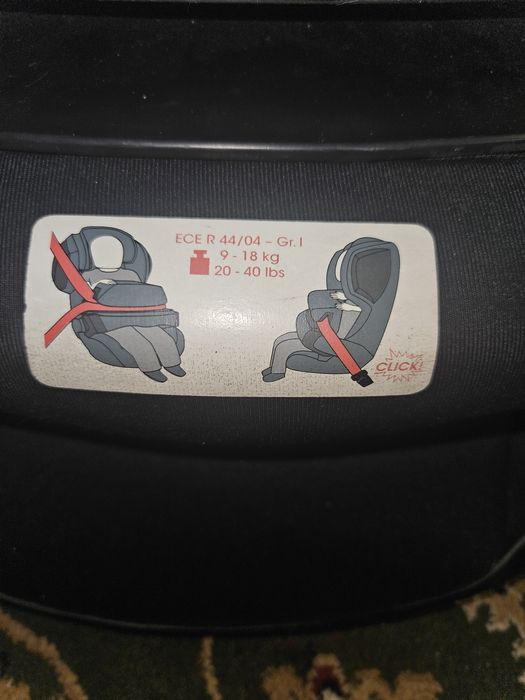 ECE R 44/04 - Gr. I
9 - 18 kg
20 - 40 lbs
CLICK!